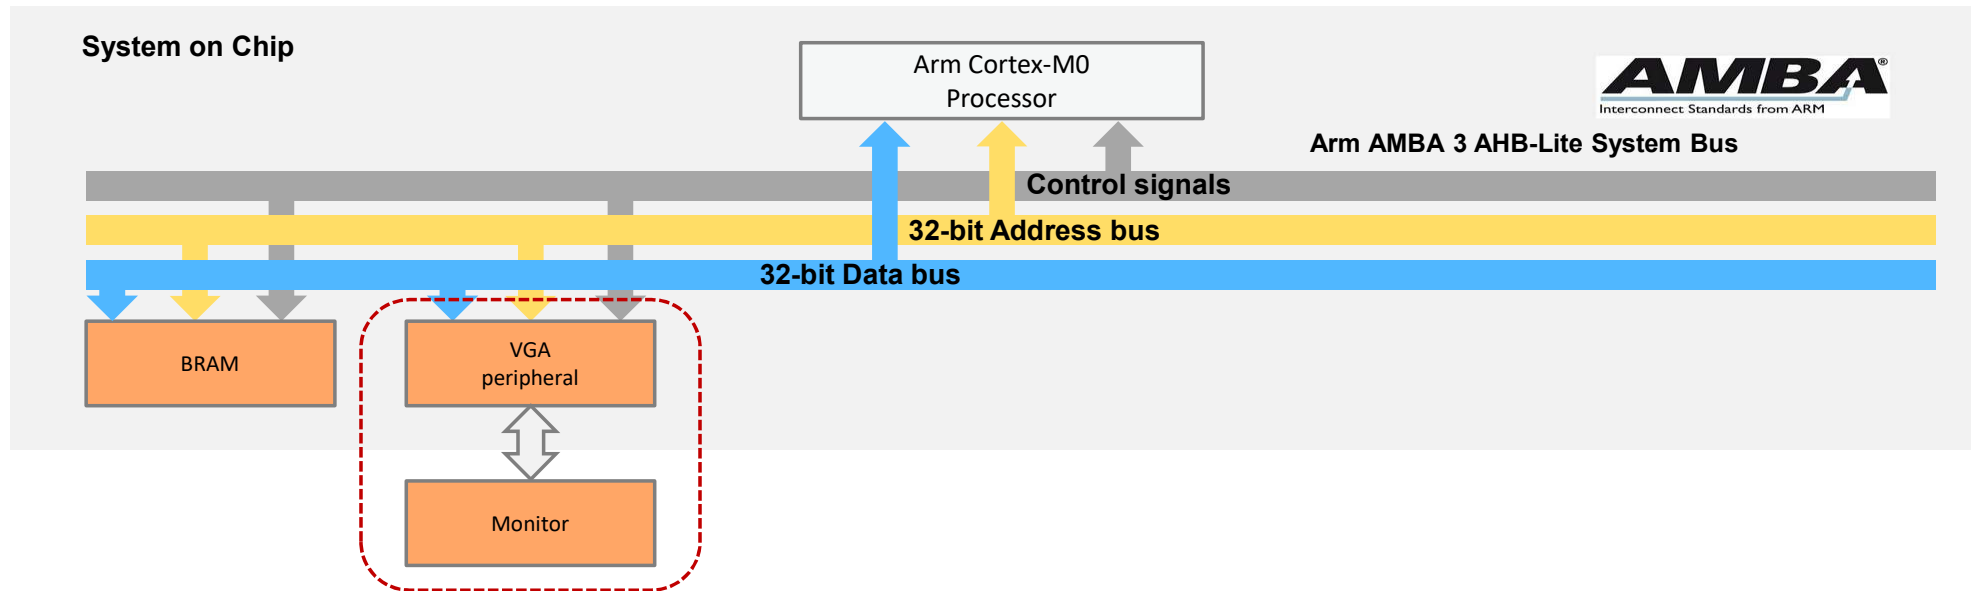 System on Chip
Arm Cortex-M0
Processor
AMBA®
Interconnect Standards from ARM
Arm AMBA 3 AHB-Lite System Bus
Control signals
32-bit Address bus
32-bit Data bus
BRAM
VGA
peripheral
Monitor